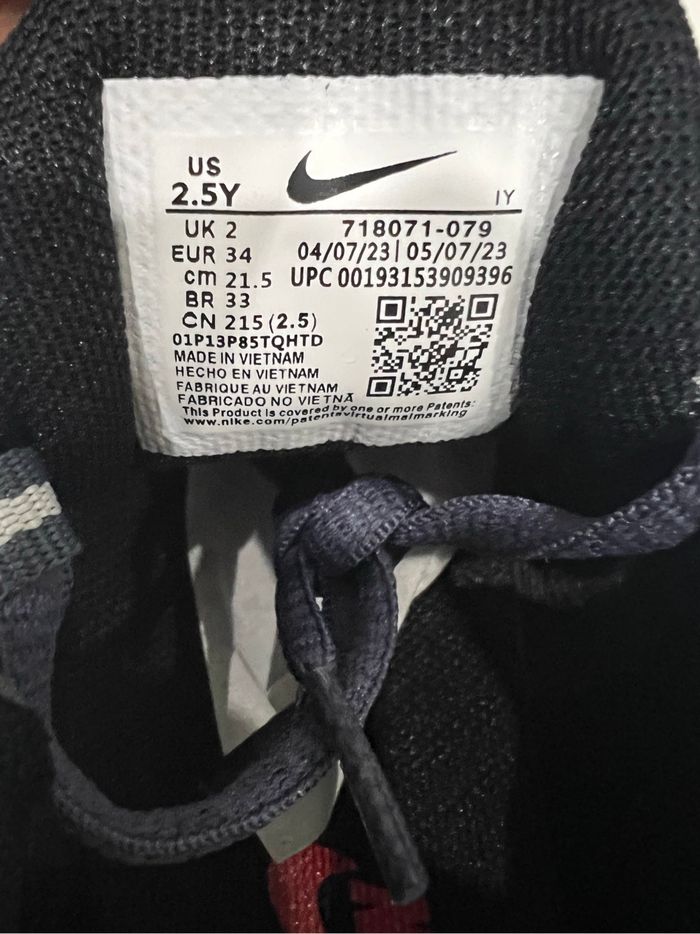 US
2.5Y
IY
UK 2
718071-079
EUR 34
04/07/23| 05/07/23
cm 21.5
UPC 00193153909396
BR 33
CN 215 (2.5)
01P13P85TQHTD
MADE IN VIETNAM
HECHO EN VIETNAM
FABRIQUE AU VIETNAM
FABRICADO NO VIETNÃ
This Product is covered by one or more Patents:
www.nike.com/patentsvirtualmalmarking